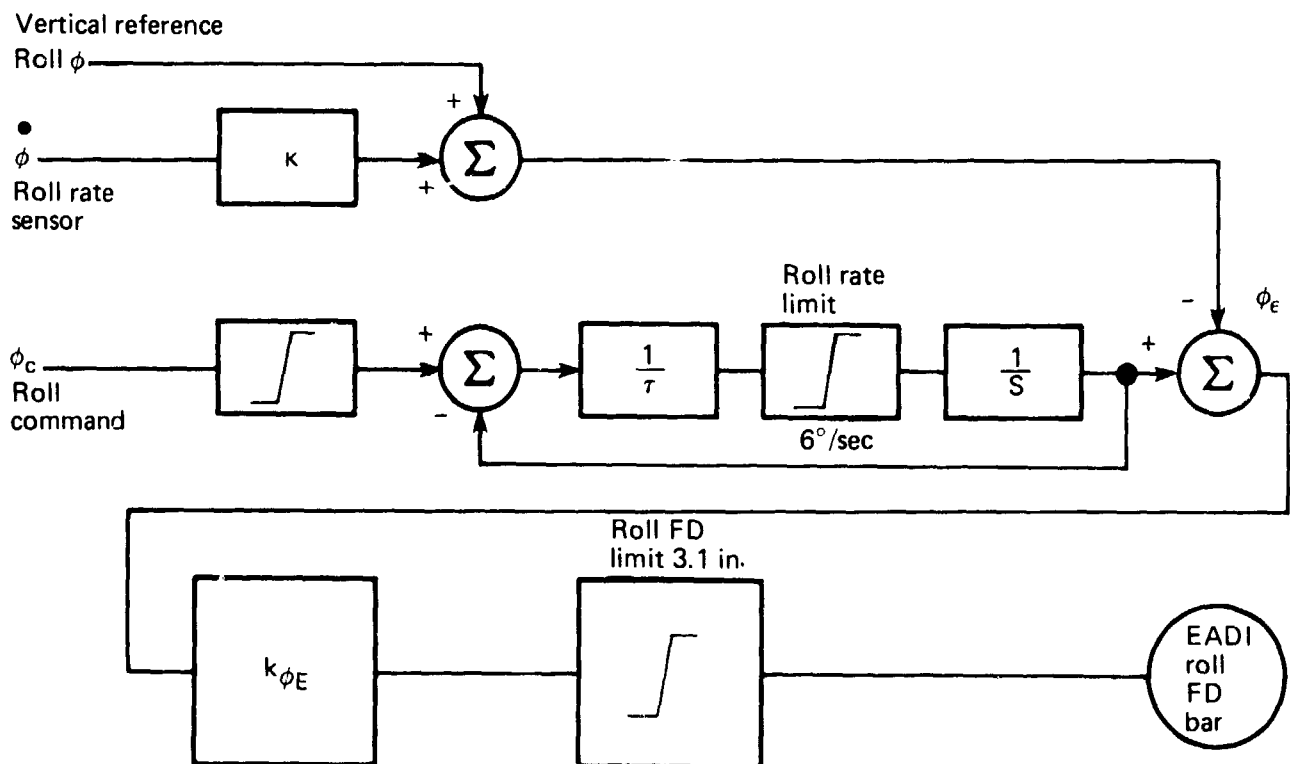 Vertical reference
Roll ϕ
+
ϕ̇
Roll rate
sensor
κ
+
Σ
Roll rate
limit
-
ϕε
ϕc
Roll
command
+
-
Σ
1
τ
6°/sec
1
S
+
Σ
Roll FD
limit 3.1 in.
kϕE
EADI
roll
FD
bar